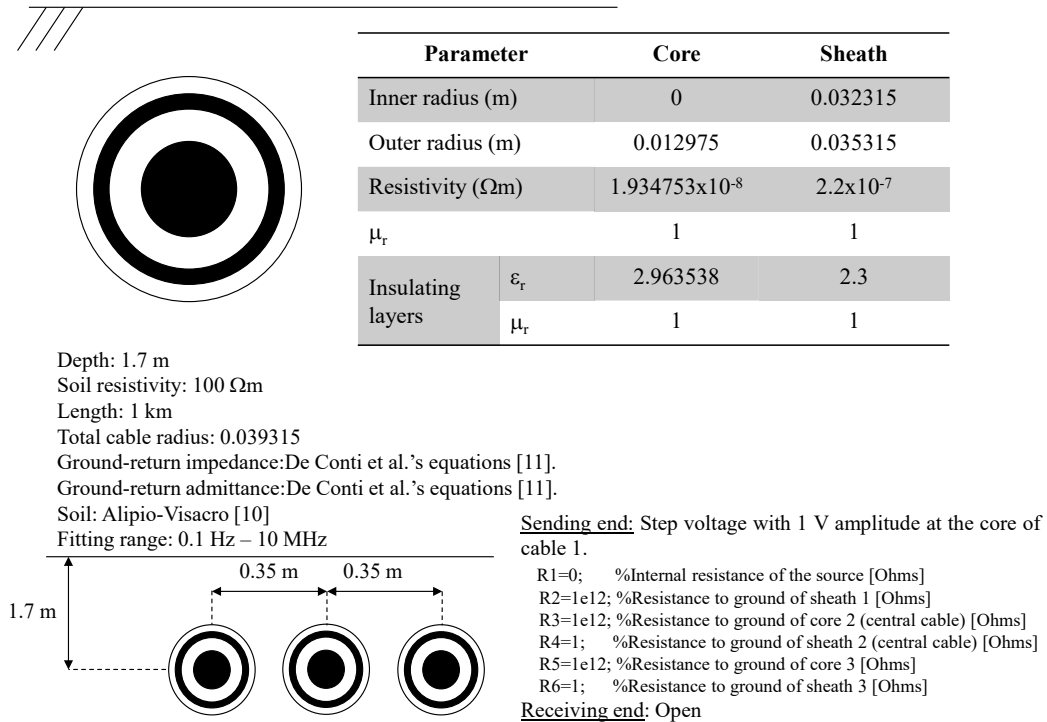 Parameter Core Sheath
Inner radius (m) 0 0.032315
Outer radius (m) 0.012975 0.035315
Resistivity (Ωm) 1.934753x10⁻⁸ 2.2x10⁻⁷
μᵣ 1 1
Insulating layers εᵣ 2.963538 2.3
μᵣ 1 1
Depth: 1.7 m
Soil resistivity: 100 Ωm
Length: 1 km
Total cable radius: 0.039315
Ground-return impedance:De Conti et al.'s equations [11].
Ground-return admittance:De Conti et al.'s equations [11].
Soil: Alipio-Visacro [10]
Fitting range: 0.1 Hz – 10 MHz
0.35 m 0.35 m
1.7 m
Sending end: Step voltage with 1 V amplitude at the core of
cable 1.
R1=0; %Internal resistance of the source [Ohms]
R2=1e12; %Resistance to ground of sheath 1 [Ohms]
R3=1e12; %Resistance to ground of core 2 (central cable) [Ohms]
R4=1; %Resistance to ground of sheath 2 (central cable) [Ohms]
R5=1e12; %Resistance to ground of core 3 [Ohms]
R6=1; %Resistance to ground of sheath 3 [Ohms]
Receiving end: Open